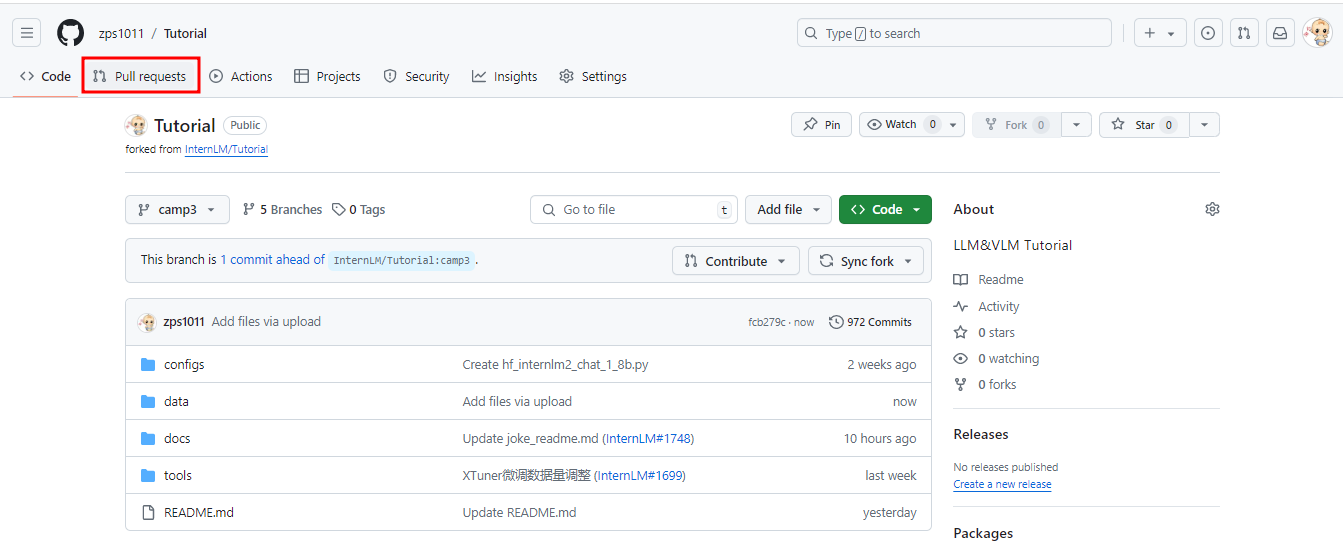 zps1011 / Tutorial
Type / to search
Code Pull requests Actions Projects Security Insights Settings
Tutorial Public
Pin Watch 0 Fork 0 Star 0
forked from InternLM/Tutorial
camp3 5 Branches 0 Tags Go to file t Add file Code
This branch is 1 commit ahead of InternLM/Tutorial:camp3 . Contribute Sync fork
zps1011 Add files via upload fcb279c · now 972 Commits
configs Create hf_internlm2_chat_1_8b.py 2 weeks ago
data Add files via upload now
docs Update joke_readme.md (InternLM#1748) 10 hours ago
tools XTuner微调数据量调整 (InternLM#1699) last week
README.md Update README.md yesterday
About
LLM&VLM Tutorial
Readme
Activity
0 stars
0 watching
0 forks
Releases
No releases published
Create a new release
Packages